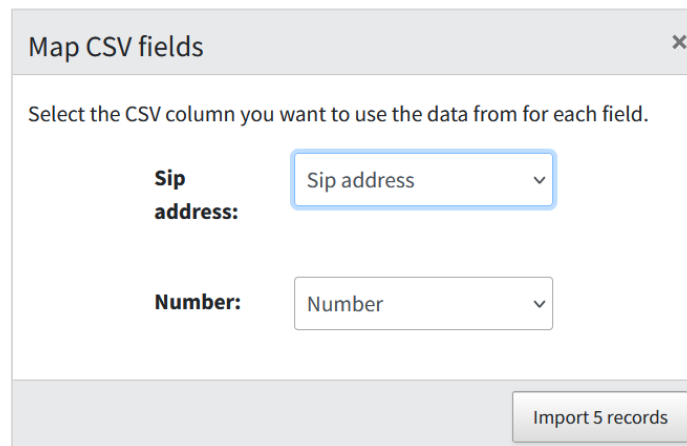 Map CSV fields
×
Select the CSV column you want to use the data from for each field.
Sip address:
Sip address
Number:
Number
Import 5 records